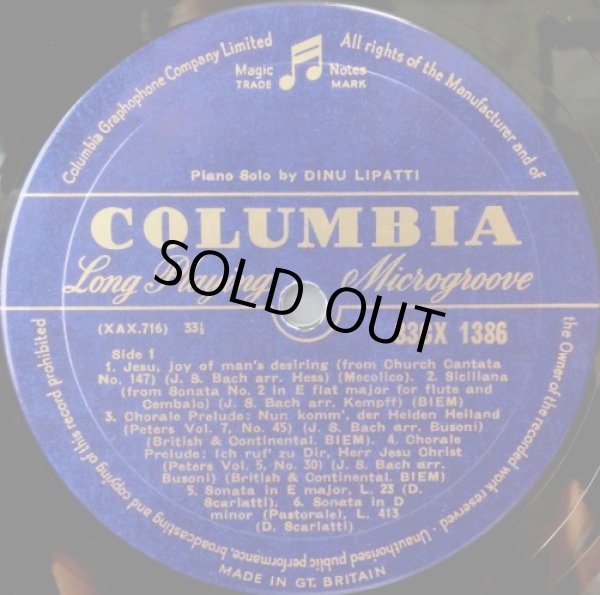 Columbia Graphophone Company Limited
All rights of the Manufacturer and of
the Owner of the recorded work reserved · Unauthorised public performance, broadcasting and copying of this record prohibited
Magic Notes
TRADE MARK
Piano Solo by DINU LIPATTI
COLUMBIA
Long Playing Microgroove
SOLD OUT
(XAX.716) 33⅓
33SX 1386
Side 1
1. Jesu, joy of man's desiring (from Church Cantata
No. 147) (J. S. Bach arr. Hess) (Mecolico). 2. Siciliana
(from Sonata No. 2 in E flat major for flute and
Cembalo) (J. S. Bach arr. Kempff) (BIEM)
3. Chorale Prelude: Nun komm', der Heiden Heiland
(Peters Vol. 7, No. 45) (J. S. Bach arr. Busoni)
(British & Continental. BIEM). 4. Chorale
Prelude: Ich ruf' zu Dir, Herr Jesu Christ
(Peters Vol. 5, No. 30) (J. S. Bach arr.
Busoni) (British & Continental. BIEM)
5. Sonata in E major, L. 23 (D.
Scarlatti). 6. Sonata in D
minor (Pastorale), L. 413
(D. Scarlatti)
MADE IN GT. BRITAIN